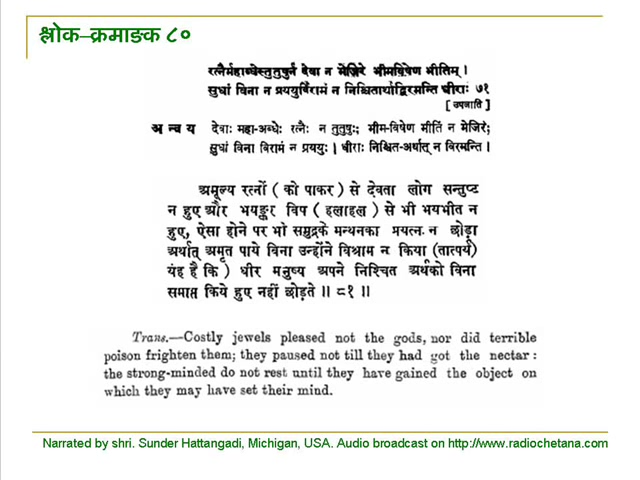 श्लोक–क्रमाङक ८०
रत्नैर्महाब्धेस्तुतुषुर्न देवा न भेजिरे भीमविषेण भीतिम्।
सुधां विना न प्रययुर्विरामं न निश्चितार्थाद्विरमन्ति धीराः ७१
[ उपजाति ]
अन्वय देवाः महा-अब्धेः रत्नैः न तुतुषुः; भीम-विषेण भीतिं न भेजिरे;
सुधां विना विरामं न प्रययुः। धीराः निश्चित-अर्थात् न विरमन्ति।
अमूल्य रत्नों ( को पाकर ) से देवता लोग सन्तुष्ट
न हुए और भयङ्कर विष ( हलाहल ) से भी भयभीत न
हुए, ऐसा होने पर भी समुद्रके मन्थनका प्रयत्न न छोड़ा
अर्थात् अमृत पाये विना उन्होंने विश्राम न किया (तात्पर्य
यह है कि ) धीर मनुष्य अपने निश्चित अर्थको विना
समाप्त किये हुए नहीं छोड़ते ॥ ८१ ॥
Trans.—Costly jewels pleased not the gods, nor did terrible
poison frighten them; they paused not till they had got the nectar:
the strong-minded do not rest until they have gained the object on
which they may have set their mind.
Narrated by shri. Sunder Hattangadi, Michigan, USA. Audio broadcast on http://www.radiochetana.com